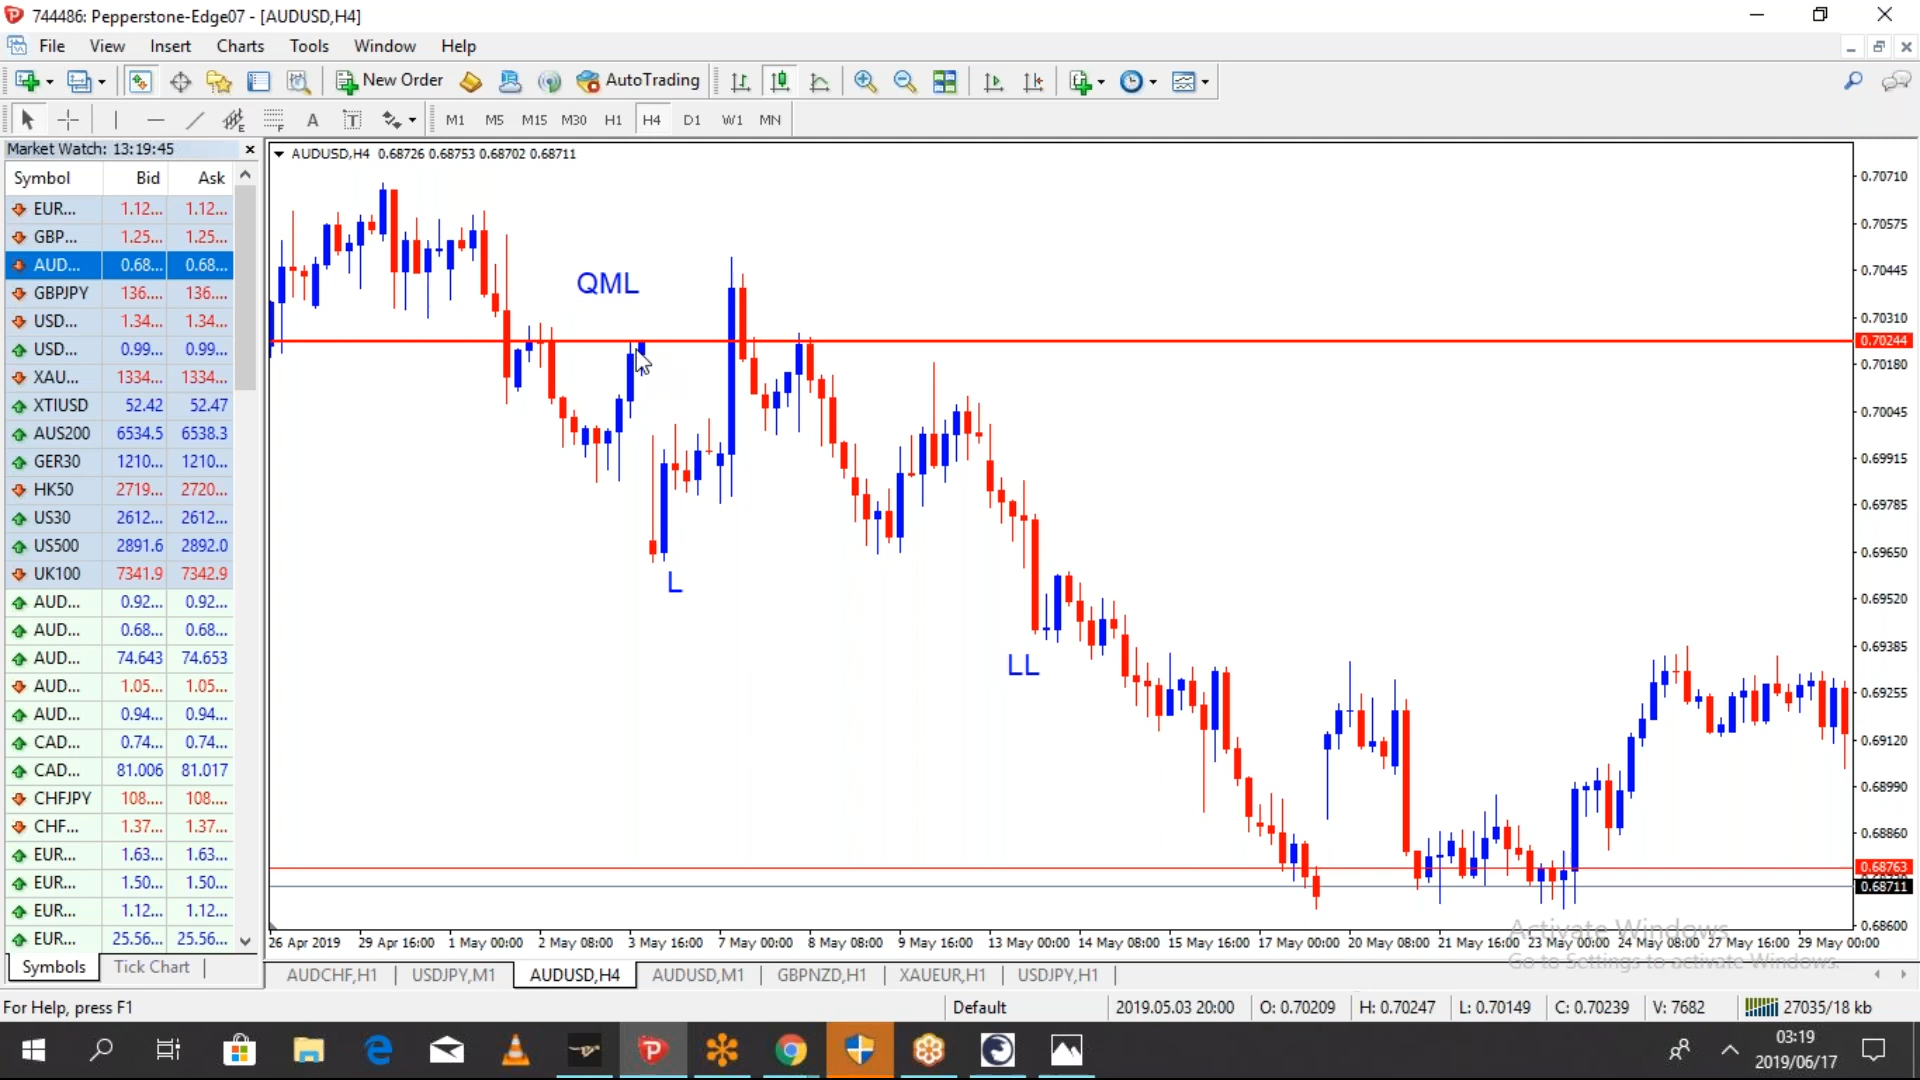 744486: Pepperstone-Edge07 - [AUDUSD,H4]
File View Insert Charts Tools Window Help
New Order AutoTrading
A T M1 M5 M15 M30 H1 H4 D1 W1 MN
Market Watch: 13:19:45
Symbol Bid Ask
EUR... 1.12... 1.12...
GBP... 1.25... 1.25...
AUD... 0.68... 0.68...
GBPJPY 136.... 136....
USD... 1.34... 1.34...
USD... 0.99... 0.99...
XAU... 1334... 1334...
XTIUSD 52.42 52.47
AUS200 6534.5 6538.3
GER30 1210... 1210...
HK50 2719... 2720...
US30 2612... 2612...
US500 2891.6 2892.0
UK100 7341.9 7342.9
AUD... 0.92... 0.92...
AUD... 0.68... 0.68...
AUD... 74.643 74.653
AUD... 1.05... 1.05...
AUD... 0.94... 0.94...
CAD... 0.74... 0.74...
CAD... 81.006 81.017
CHFJPY 108.... 108....
CHF... 1.37... 1.37...
EUR... 1.63... 1.63...
EUR... 1.50... 1.50...
EUR... 1.12... 1.12...
EUR... 25.56... 25.56...
Symbols Tick Chart
AUDUSD,H4 0.68726 0.68753 0.68702 0.68711
QML
L
LL
0.70710
0.70575
0.70445
0.70310
0.70244
0.70180
0.70045
0.69915
0.69785
0.69650
0.69520
0.69385
0.69255
0.69120
0.68990
0.68860
0.68763
0.68711
0.68600
26 Apr 2019 29 Apr 16:00 1 May 00:00 2 May 08:00 3 May 16:00 7 May 00:00 8 May 08:00 9 May 16:00 13 May 00:00 14 May 08:00 15 May 16:00 17 May 00:00 20 May 08:00 21 May 16:00 23 May 00:00 24 May 08:00 27 May 16:00 29 May 00:00
Activate Windows
Go to Settings to activate Windows.
AUDCHF,H1 USDJPY,M1 AUDUSD,H4 AUDUSD,M1 GBPNZD,H1 XAUEUR,H1 USDJPY,H1
For Help, press F1 Default 2019.05.03 20:00 O: 0.70209 H: 0.70247 L: 0.70149 C: 0.70239 V: 7682 27035/18 kb
03:19
2019/06/17